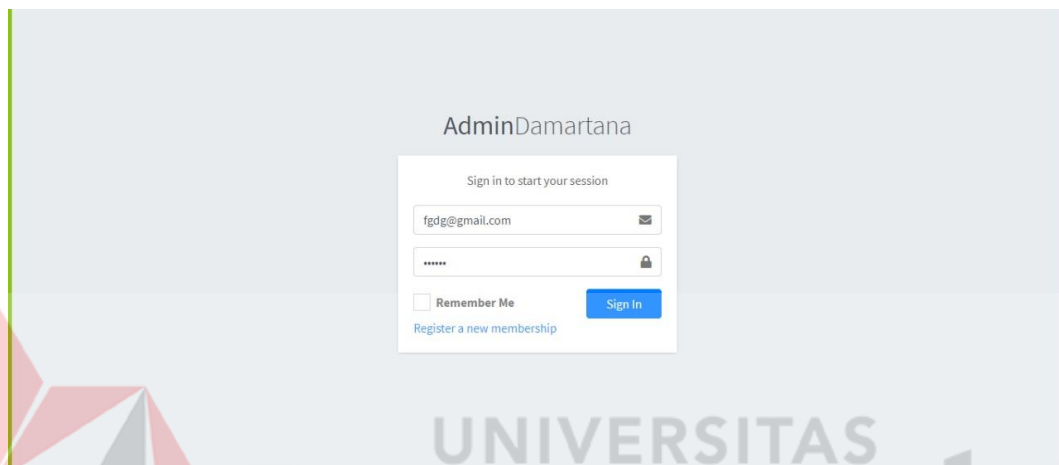 AdminDamartana
Sign in to start your session
fgdg@gmail.com
••••••
Remember Me
Sign In
Register a new membership
UNIVERSITAS